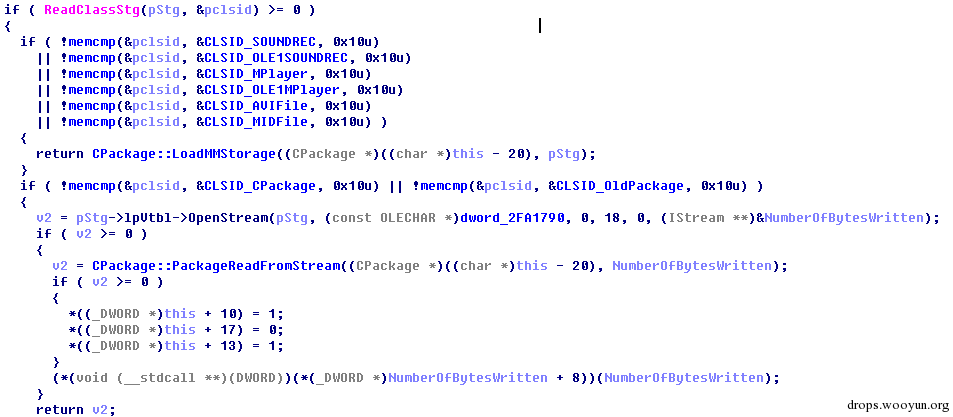 if ( ReadClassStg(pStg, &pclsid) >= 0 )
{
if ( !memcmp(&pclsid, &CLSID_SOUNDREC, 0x10u)
|| !memcmp(&pclsid, &CLSID_OLE1SOUNDREC, 0x10u)
|| !memcmp(&pclsid, &CLSID_MPlayer, 0x10u)
|| !memcmp(&pclsid, &CLSID_OLE1MPlayer, 0x10u)
|| !memcmp(&pclsid, &CLSID_AVIFile, 0x10u)
|| !memcmp(&pclsid, &CLSID_MIDFile, 0x10u) )
{
return CPackage::LoadMMStorage((CPackage *)((char *)this - 20), pStg);
}
if ( !memcmp(&pclsid, &CLSID_CPackage, 0x10u) || !memcmp(&pclsid, &CLSID_OldPackage, 0x10u) )
{
v2 = pStg->lpVtbl->OpenStream(pStg, (const OLECHAR *)dword_2FA1790, 0, 18, 0, (IStream **)&NumberOfBytesWritten);
if ( v2 >= 0 )
{
v2 = CPackage::PackageReadFromStream((CPackage *)((char *)this - 20), NumberOfBytesWritten);
if ( v2 >= 0 )
{
*((_DWORD *)this + 10) = 1;
*((_DWORD *)this + 17) = 0;
*((_DWORD *)this + 13) = 1;
}
(*(void (__stdcall **)(DWORD))(*(_DWORD *)NumberOfBytesWritten + 8))(NumberOfBytesWritten);
}
return v2;
drops.wooyun.org